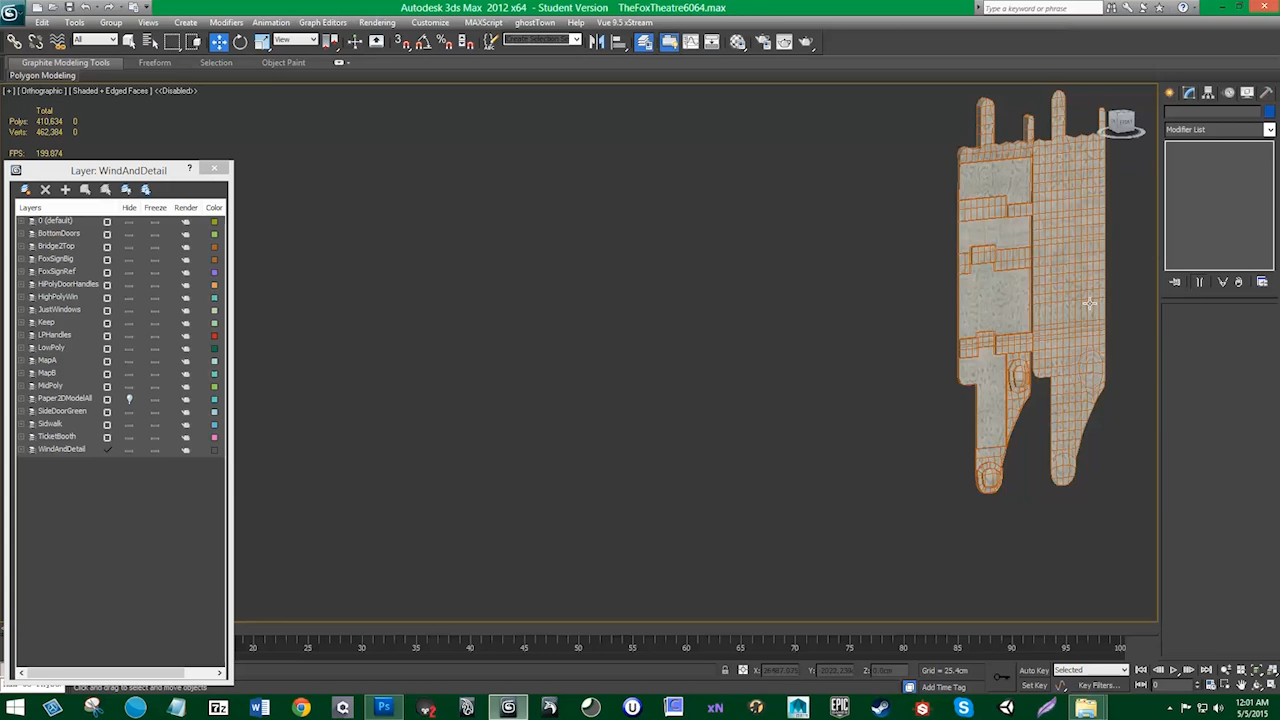 Autodesk 3ds Max 2012 x64 - Student Version TheFoxTheatre6064.max
Type a keyword or phrase
Edit Tools Group Views Create Modifiers Animation Graph Editors Rendering Customize MAXScript ghostTown Help Vue 9.5 xStream
All View
Graphite Modeling Tools Freeform Selection Object Paint
Polygon Modeling
[ + ] [ Orthographic ] [ Shaded + Edged Faces ] <<Disabled>>
Total
Polys: 410,634 0
Verts: 462,384 0
FPS: 199.874
Modifier List
Layer: WindAndDetail ?
Layers Hide Freeze Render Color
0 (default)
BottomDoors
Bridge2Top
FoxSignBig
FoxSignRef
HiPolyDoorHandles
HighPolyWin
JustWindows
Keep
LPHandles
LowPoly
MapA
MapB
MidPoly
Paper2DModelAll
SideDoorGreen
Sidwalk
TicketBooth
WindAndDetail
20 25 30 35 40 45 50 55 60 65 70 75 80 85 90 95 100
X: Y: Z: 0.0cm Grid = 25.4cm Auto Key Selected
Click and drag to select and move objects Add Time Tag Set Key Key Filters... 0
12:01 AM
5/5/2015